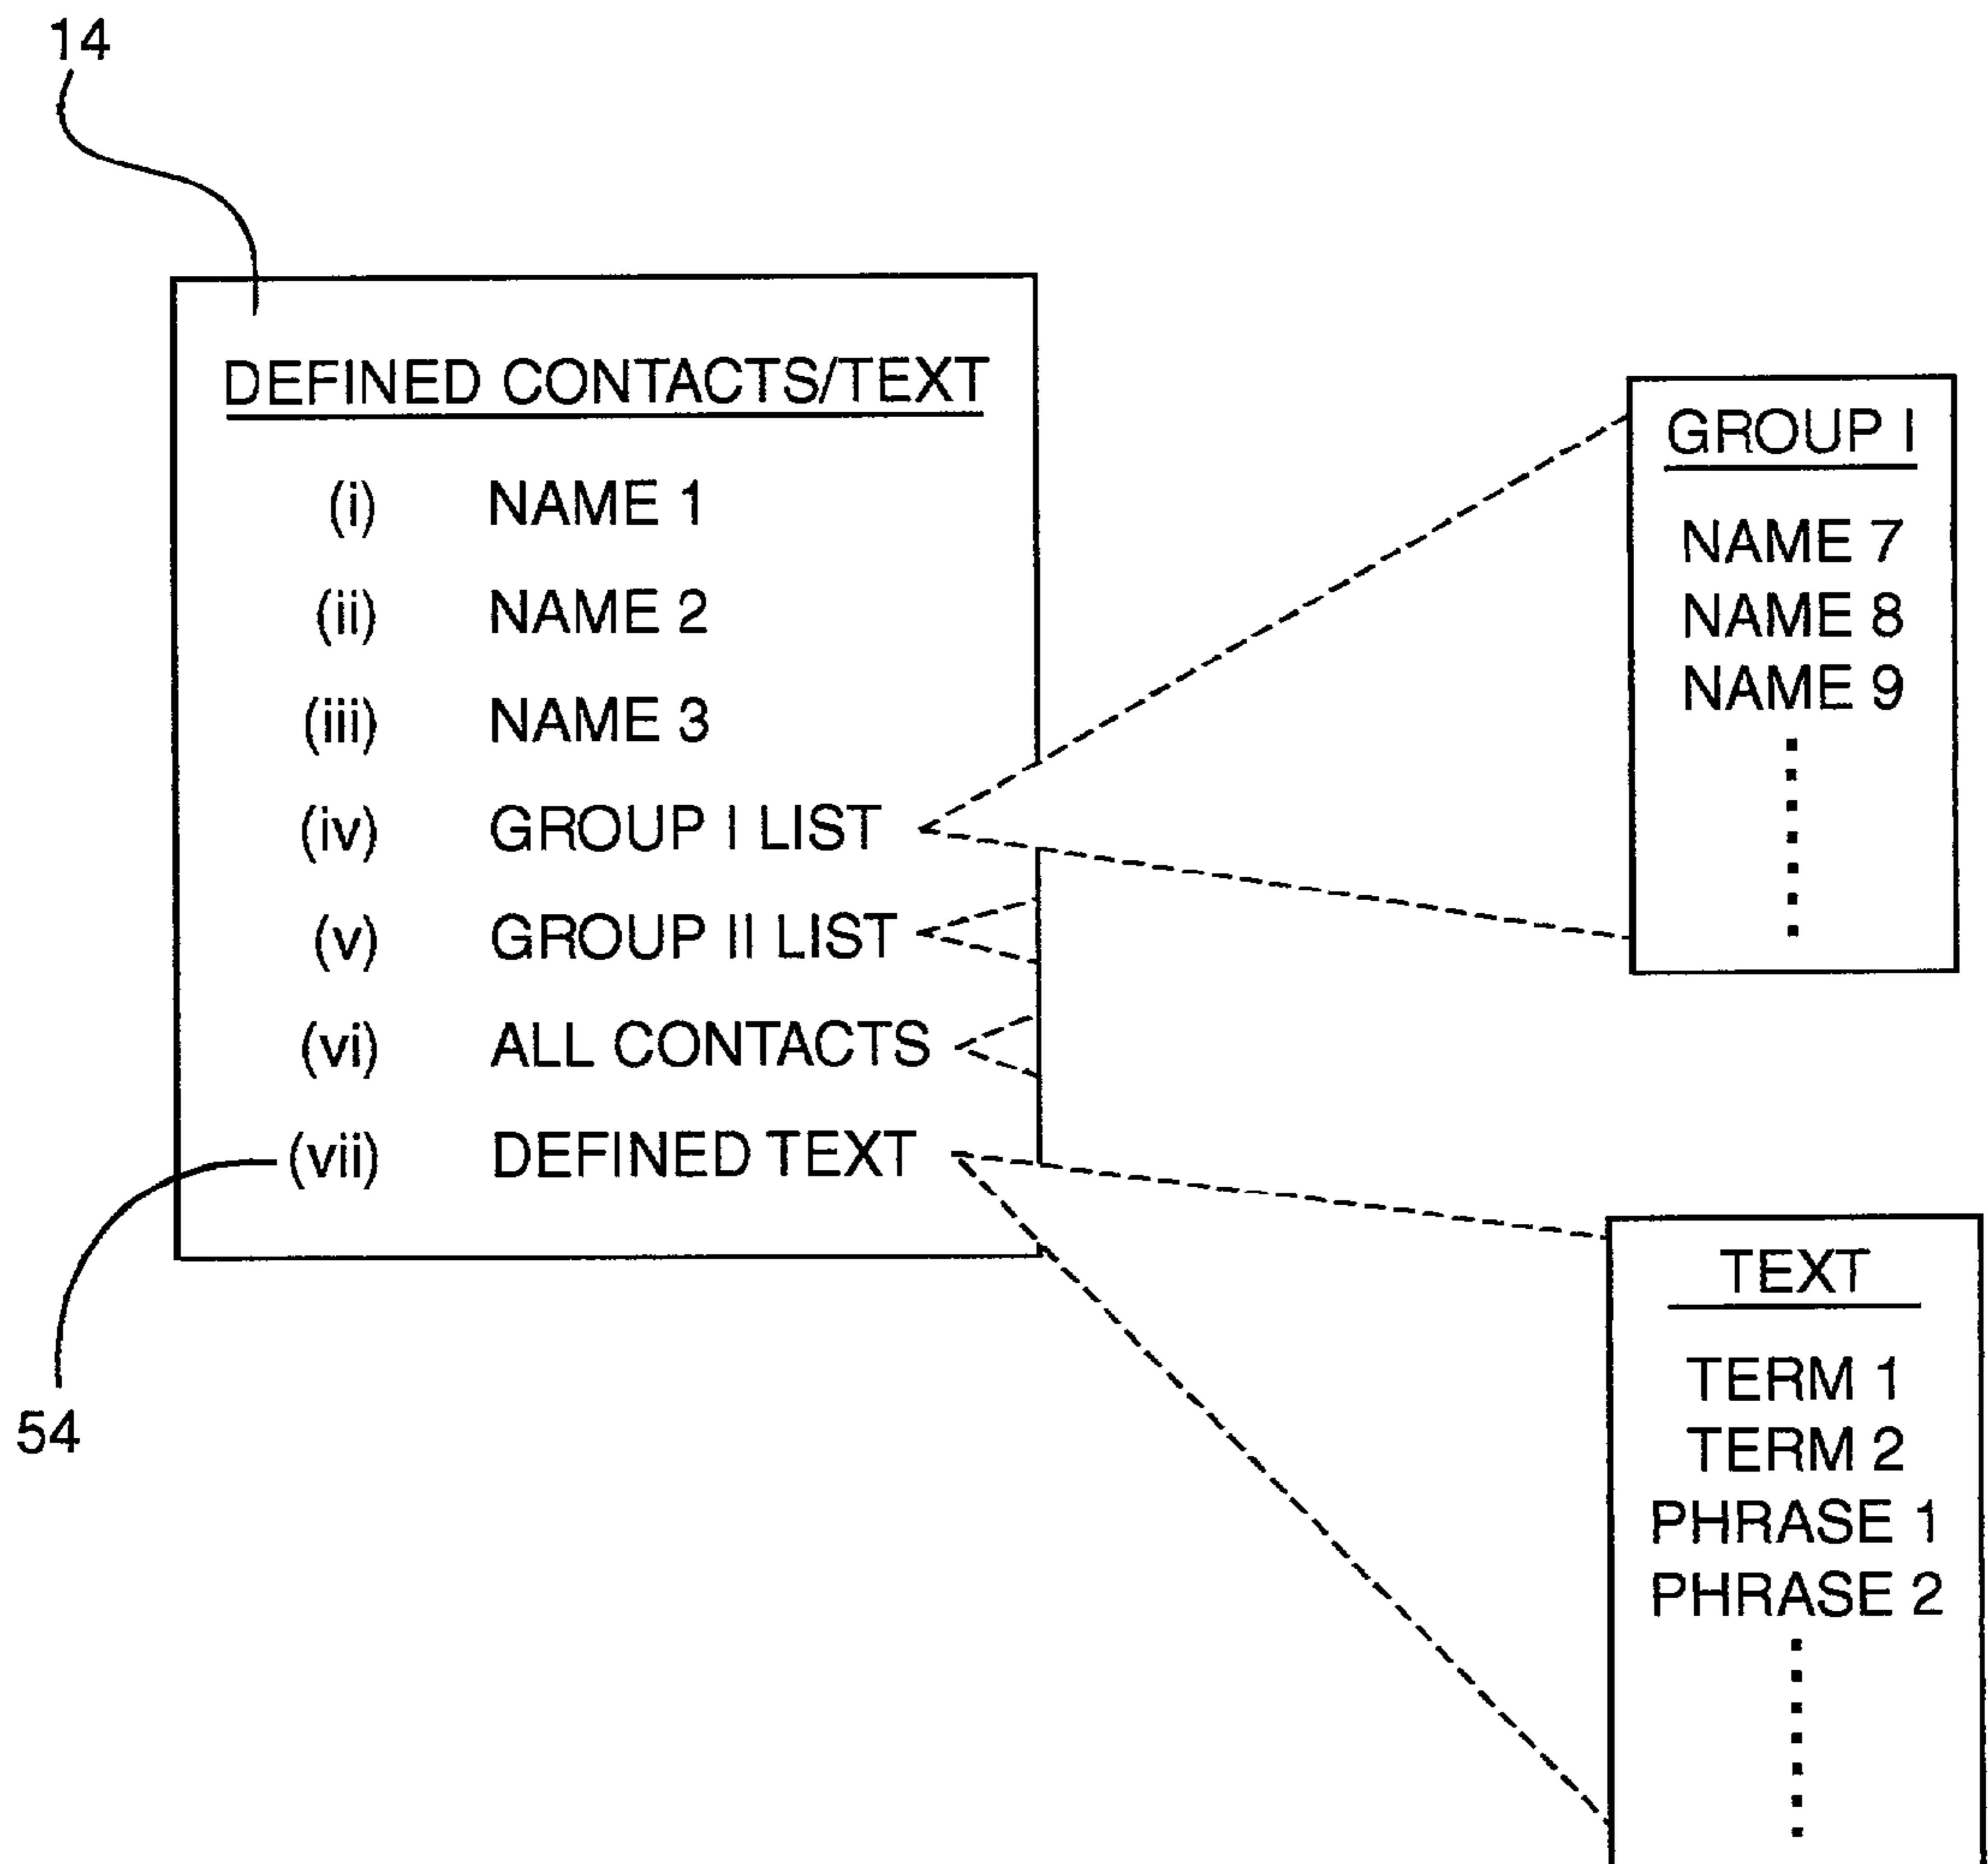 14
DEFINED CONTACTS/TEXT
(i) NAME 1
(ii) NAME 2
(iii) NAME 3
(iv) GROUP I LIST
(v) GROUP II LIST
(vi) ALL CONTACTS
(vii) DEFINED TEXT
54
GROUP I
NAME 7
NAME 8
NAME 9
TEXT
TERM 1
TERM 2
PHRASE 1
PHRASE 2